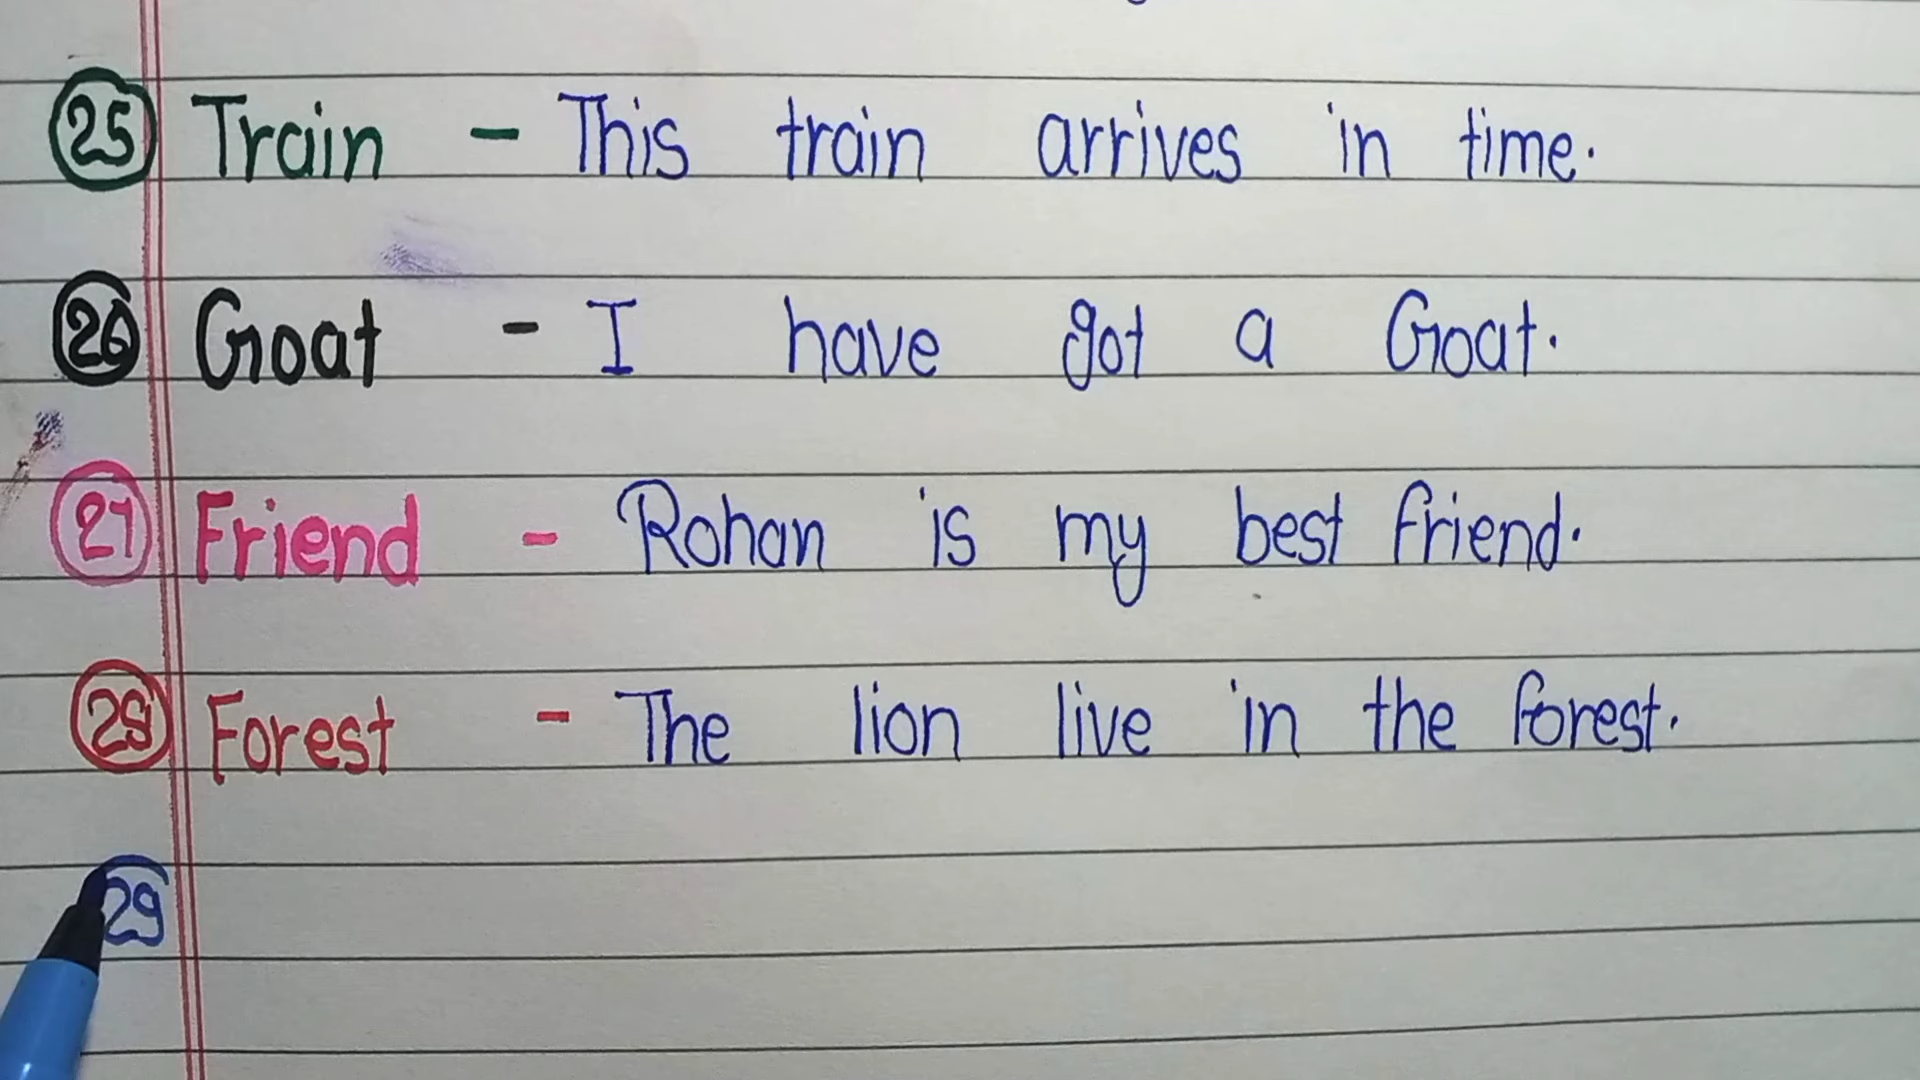 25 Train - This train arrives in time.
26 Goat - I have got a Goat.
27 Friend - Rohan is my best friend.
28 Forest - The lion live in the forest.
29